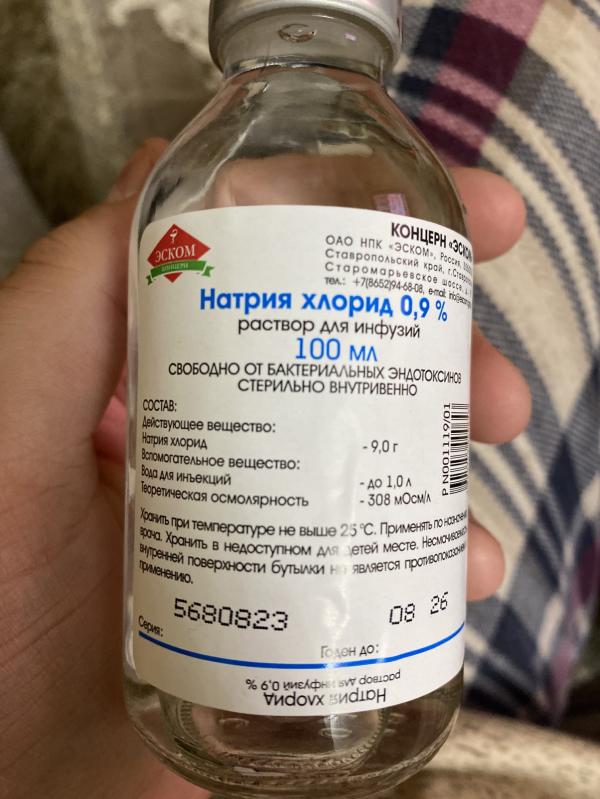 ЭСКОМ
КОНЦЕРН
КОНЦЕРН «ЭСКОМ
ОАО НПК «ЭСКОМ», Россия,
Ставропольский край, г.
Старомарьевское шоссе,
тел.: +7(8652)94-68-08, e-mail:
Натрия хлорид 0,9 %
раствор для инфузий
100 мл
СВОБОДНО ОТ БАКТЕРИАЛЬНЫХ ЭНДОТОКСИНОВ
СТЕРИЛЬНО ВНУТРИВЕННО
СОСТАВ:
Действующее вещество:
Натрия хлорид - 9,0 г
Вспомогательное вещество:
Вода для инъекций - до 1,0 л
Теоретическая осмолярность - 308 мОсм/л
P N001119/01
Хранить при температуре не выше 25 °С. Применять по
врача. Хранить в недоступном для детей месте.
внутренней поверхности бутылки не является
применению.
5680823 08 26
Серия: Годен до:
Натрия хлорид
раствор для инфузий 0,9 %